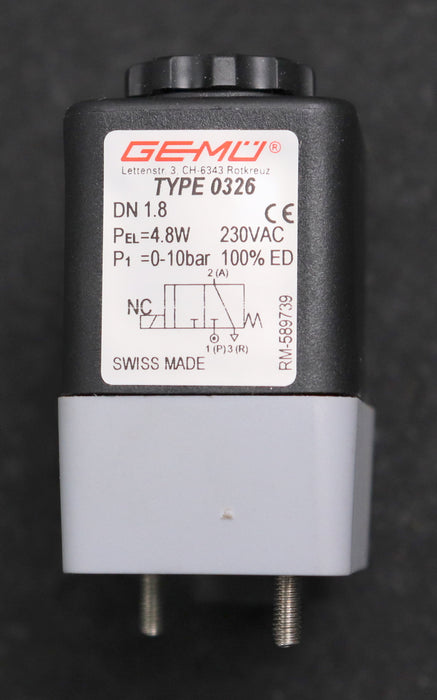 GEMÜ®
Lettenstr. 3, CH-6343 Rotkreuz
TYPE 0326
DN 1.8 CE
PEL=4.8W 230VAC
P1 =0-10bar 100% ED
2 (A)
NC
1 (P) 3 (R)
SWISS MADE
RM-589739